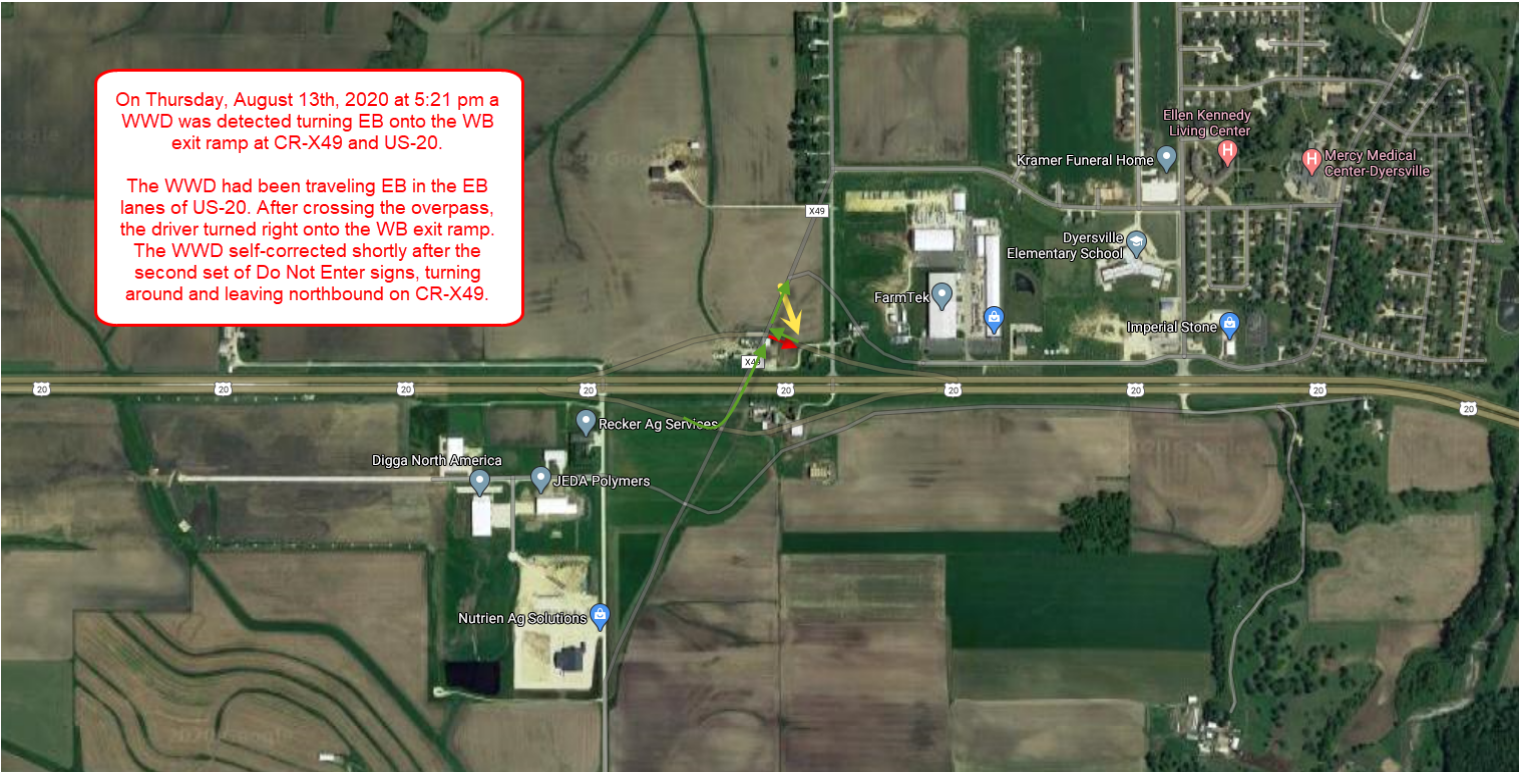 On Thursday, August 13th, 2020 at 5:21 pm a
WWD was detected turning EB onto the WB
exit ramp at CR-X49 and US-20.
The WWD had been traveling EB in the EB
lanes of US-20. After crossing the overpass,
the driver turned right onto the WB exit ramp.
The WWD self-corrected shortly after the
second set of Do Not Enter signs, turning
around and leaving northbound on CR-X49.
Ellen Kennedy
Living Center
Kramer Funeral Home
Mercy Medical
Center-Dyersville
X49
Dyersville
Elementary School
FarmTek
Imperial Stone
X49
20
20
20
20
20
20
20
20
20
Recker Ag Services
Digga North America
JEDA Polymers
Nutrien Ag Solutions